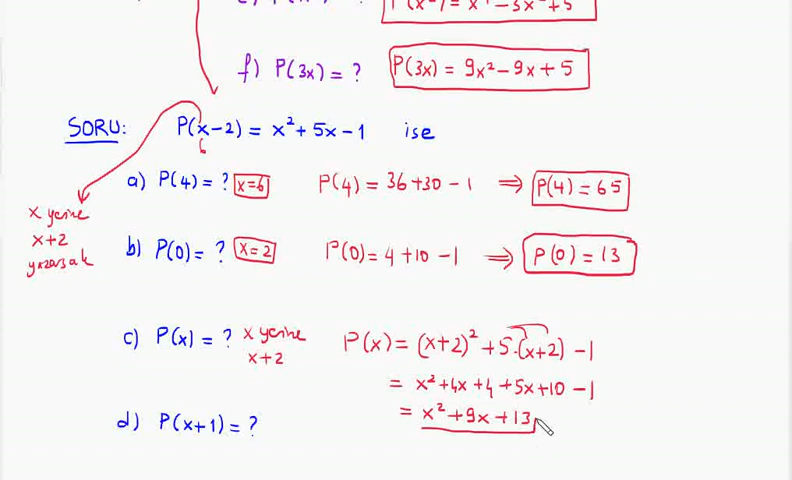 f) P(3x) = ? P(3x) = 9x² - 9x + 5
SORU: P(x-2) = x² + 5x - 1 ise
6
a) P(4) = ? x=6 P(4) = 36+30-1 ⇒ P(4) = 65
x yerine
x+2
yazarsak
b) P(0) = ? x=2 P(0) = 4+10-1 ⇒ P(0) = 13
c) P(x) = ? x yerine P(x) = (x+2)² + 5.(x+2) - 1
x+2
= x² + 4x + 4 + 5x + 10 - 1
= x² + 9x + 13
d) P(x+1) = ?